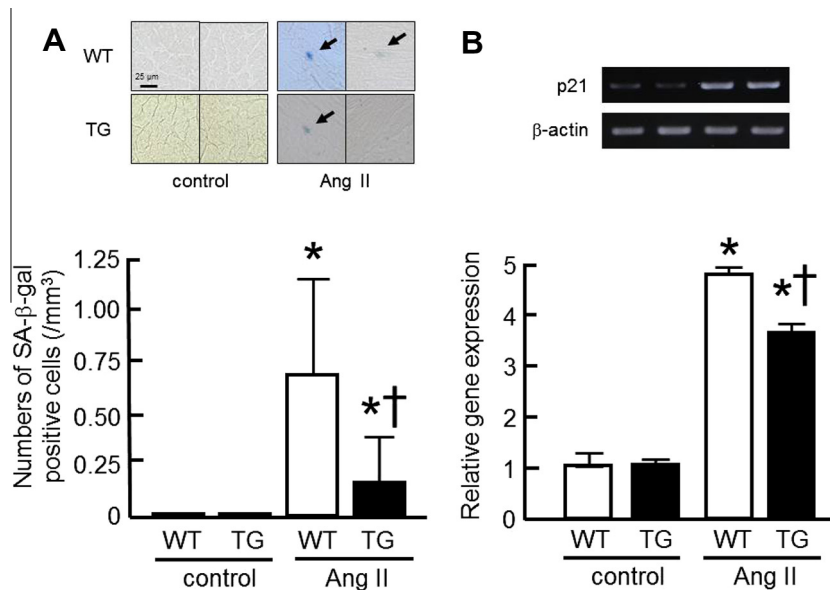 A
WT
25 µm
TG
control
Ang II
Numbers of SA-β-gal
positive cells (/mm³)
1.25
1.00
0.75
0.50
0.25
0
*
*†
WT TG WT TG
control Ang II
B
p21
β-actin
Relative gene expression
5
4
3
2
1
0
*
*†
WT TG WT TG
control Ang II